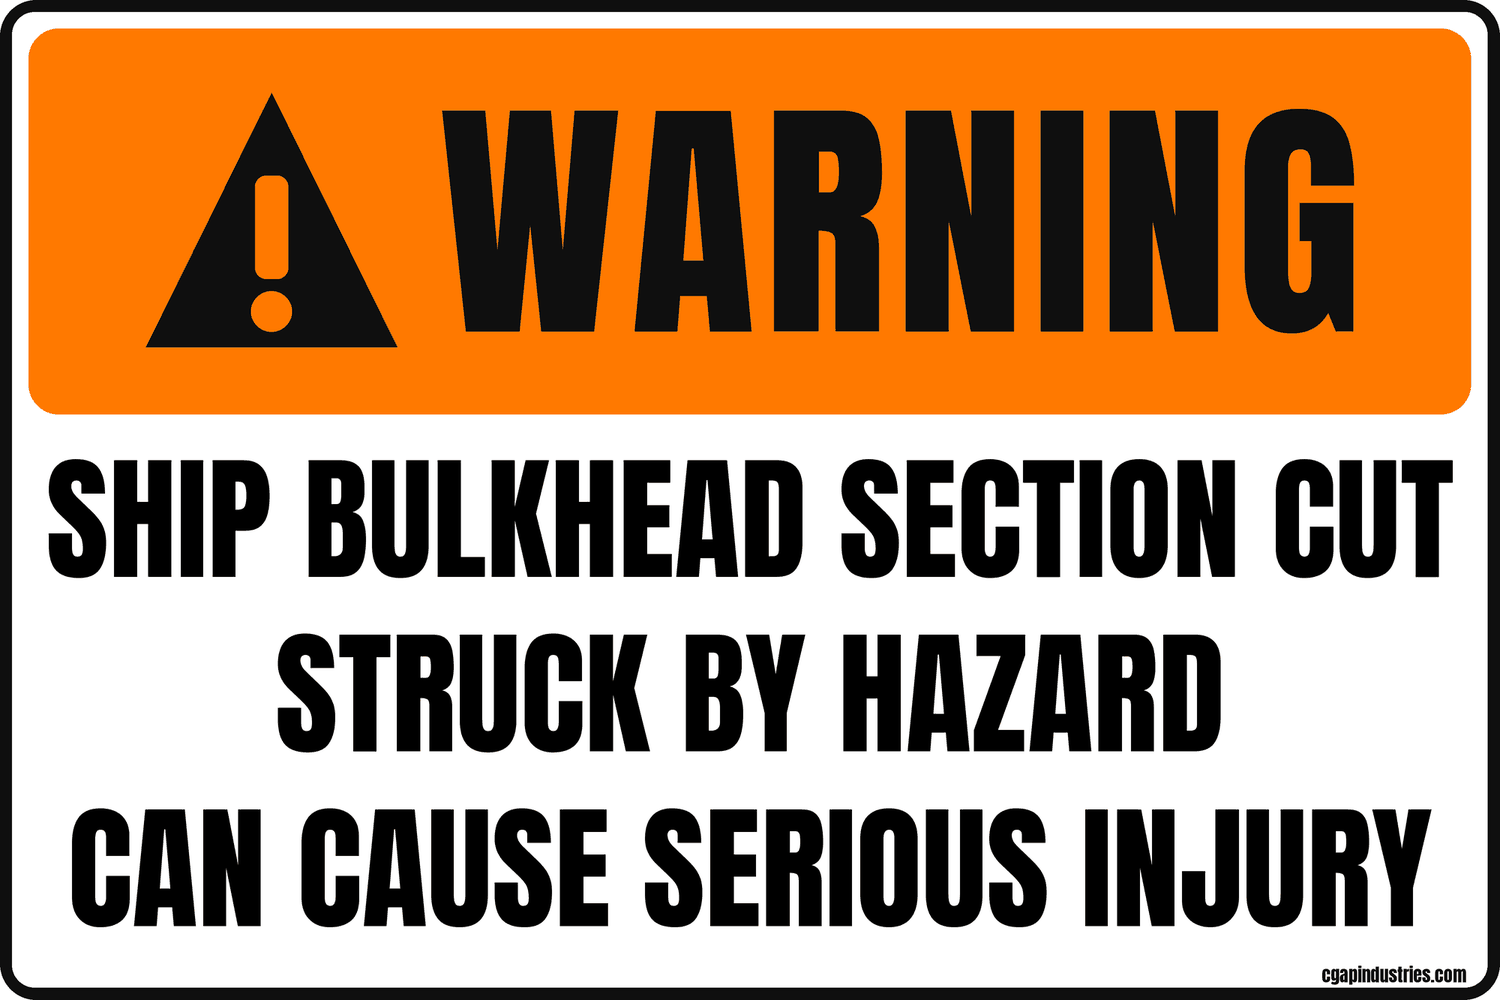 WARNING
SHIP BULKHEAD SECTION CUT
STRUCK BY HAZARD
CAN CAUSE SERIOUS INJURY
cgapindustries.com